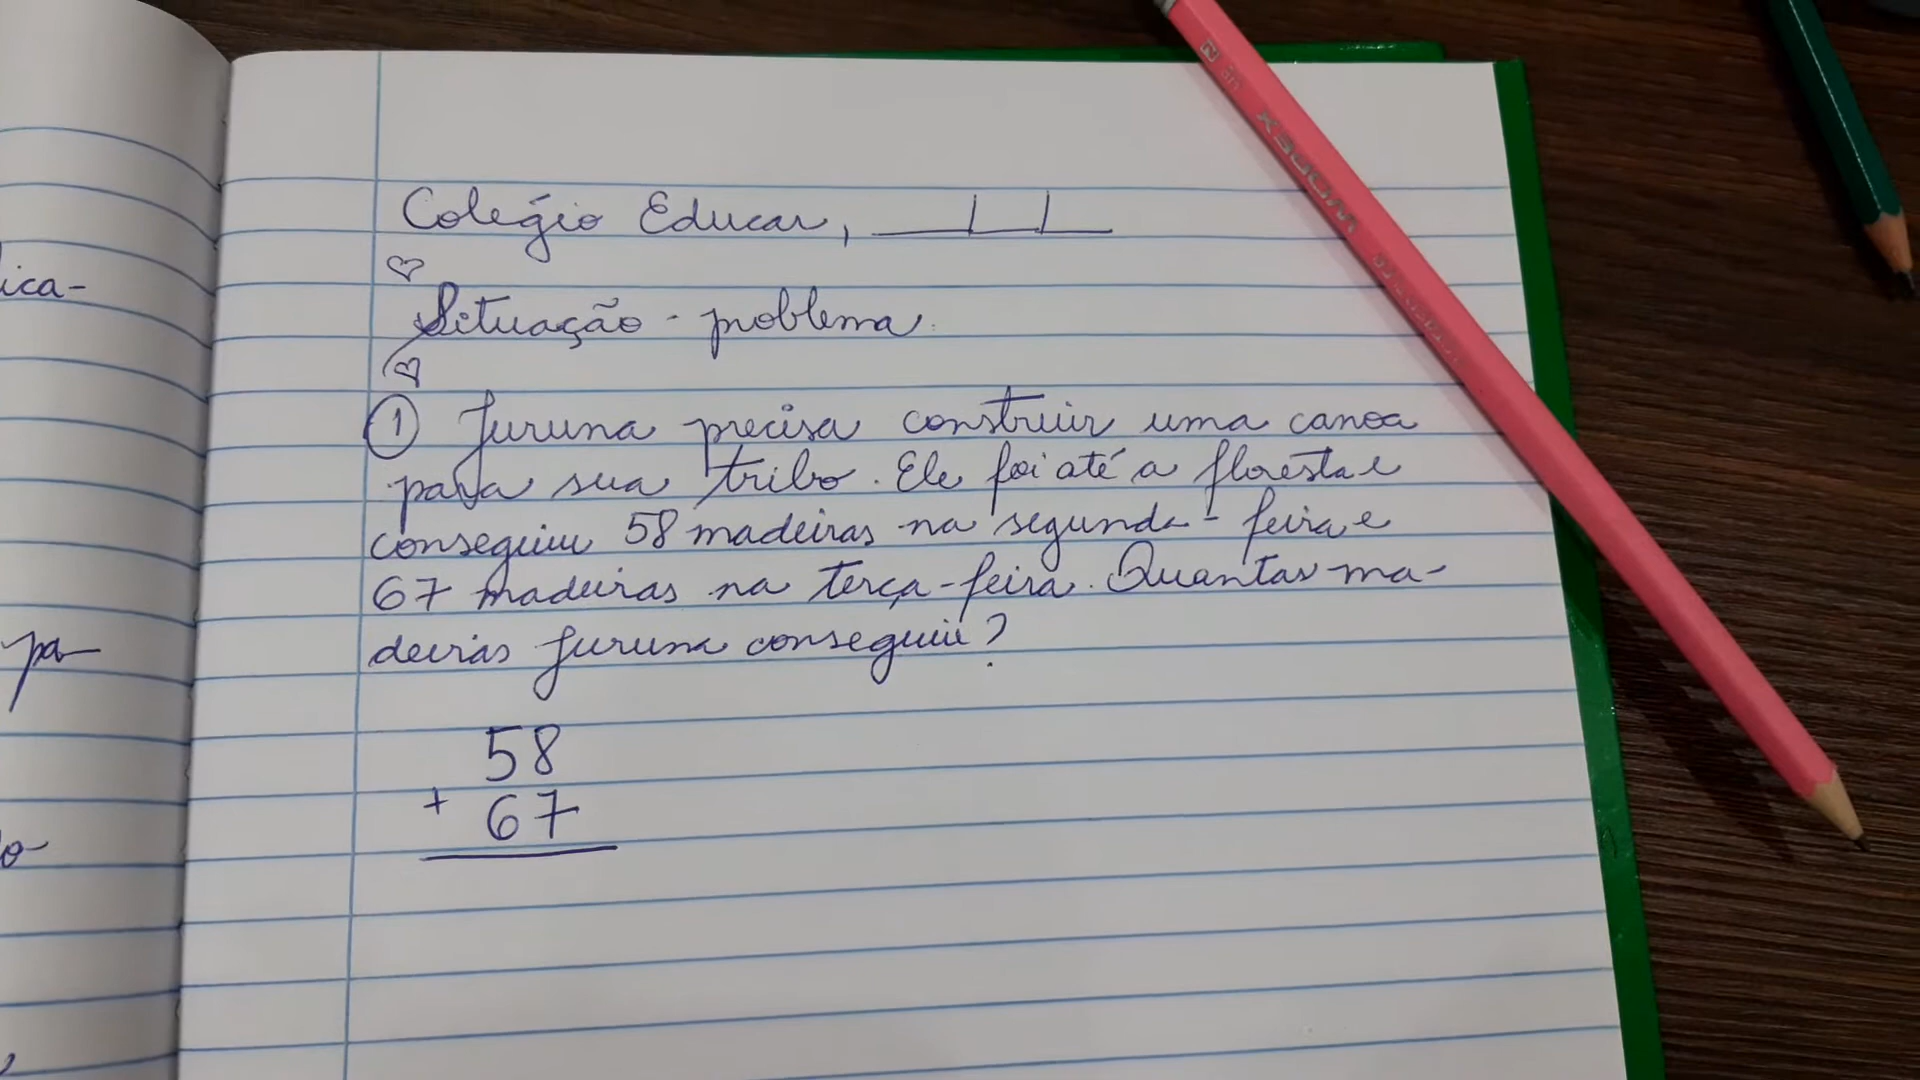 Colégio Educar, __/__/__
Situação-problema.
① Juruna precisa construir uma canoa
para sua tribo. Ele foi até a floresta e
conseguiu 58 madeiras na segunda-feira e
67 madeiras na terça-feira. Quantas ma-
deiras Juruna conseguiu?
58
+ 67
ica-
pa-
o-